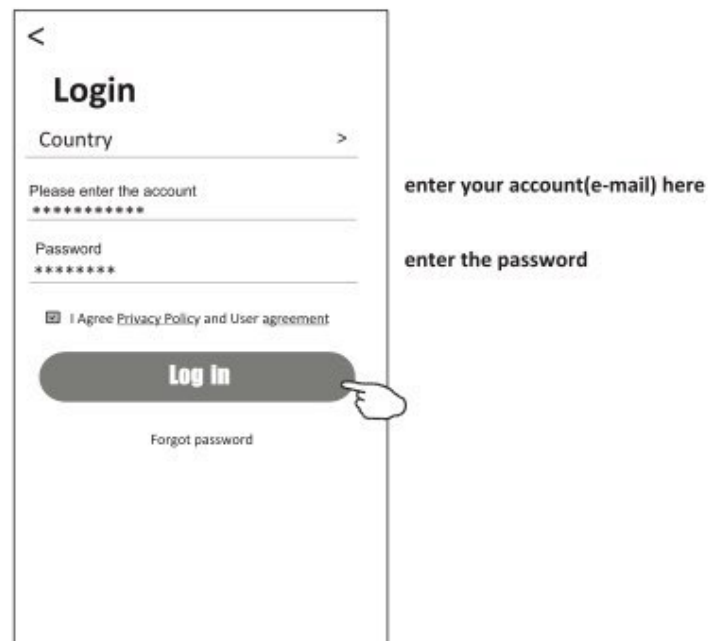 <
Login
Country >
Please enter the account
***********
Password
********
I Agree Privacy Policy and User agreement
Log in
Forgot password
enter your account(e-mail) here
enter the password